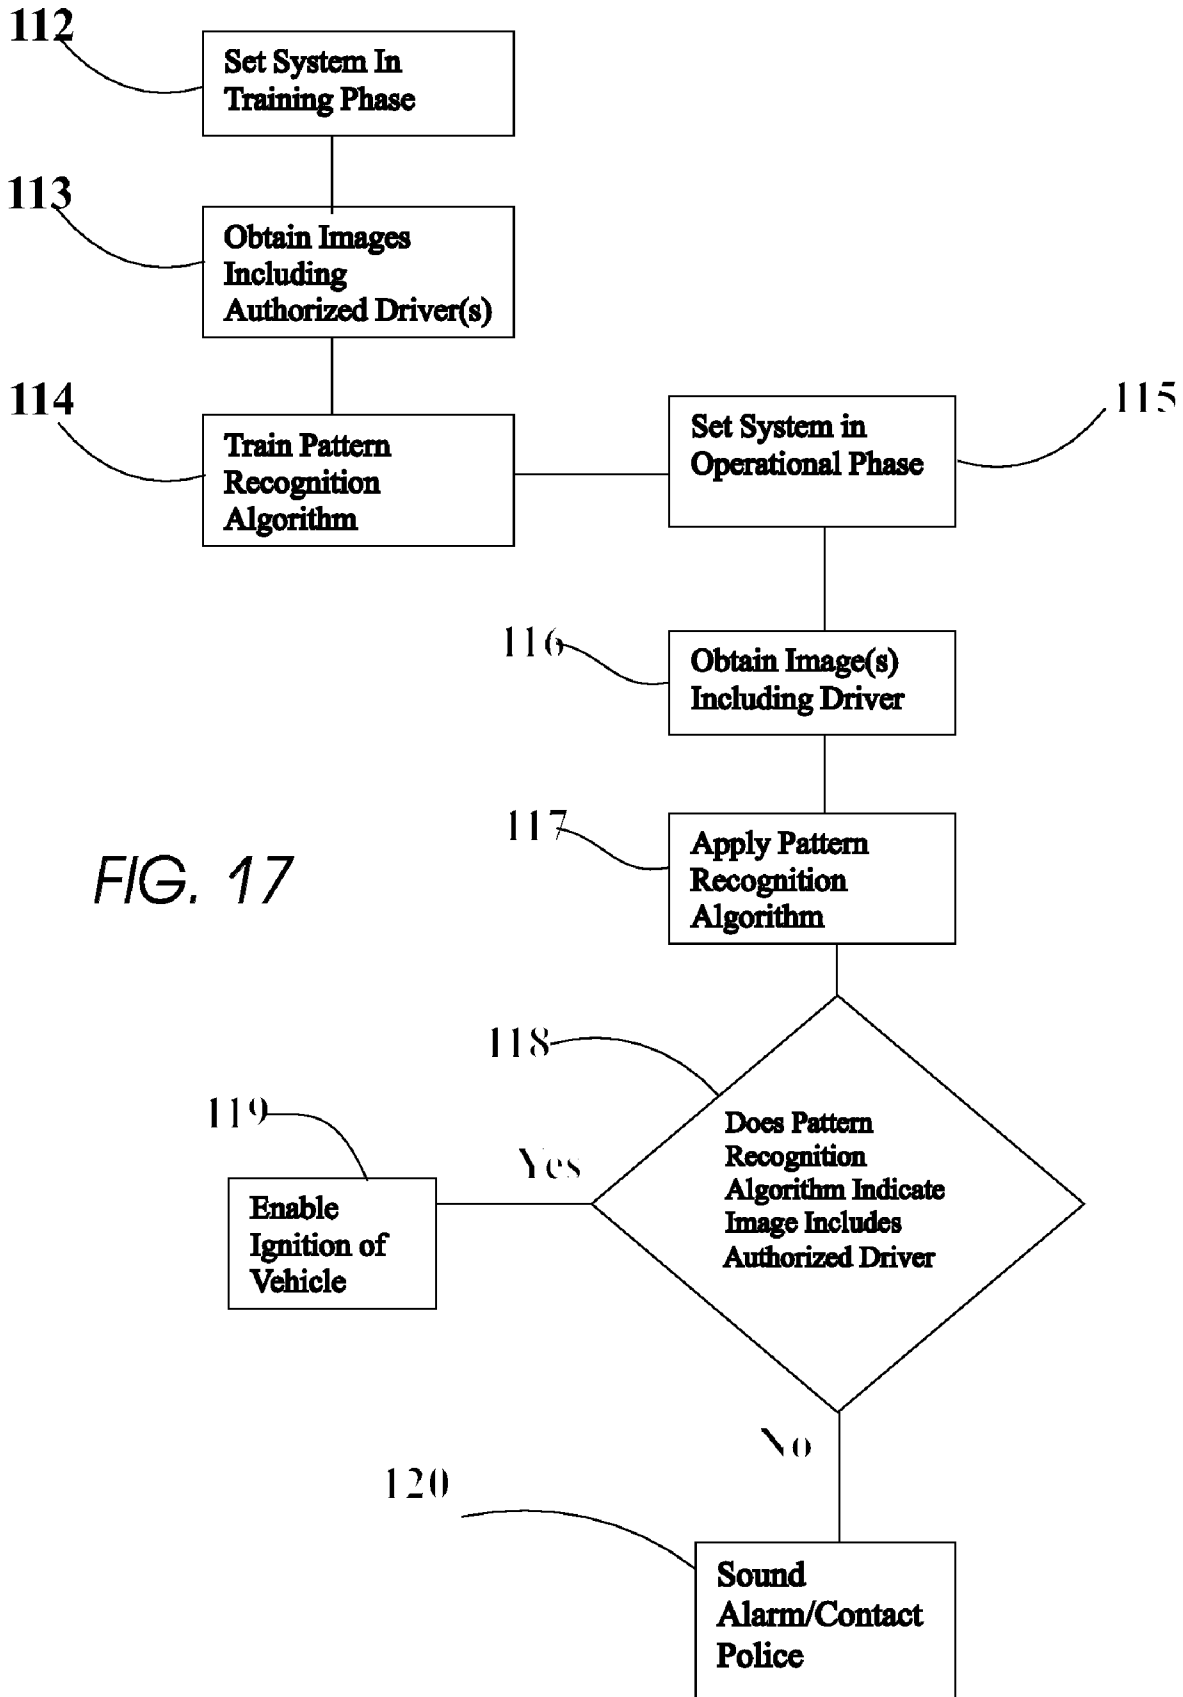 112
Set System In
Training Phase
113
Obtain Images
Including
Authorized Driver(s)
114
Train Pattern
Recognition
Algorithm
115
Set System in
Operational Phase
116
Obtain Image(s)
Including Driver
117
Apply Pattern
Recognition
Algorithm
FIG. 17
118
Does Pattern
Recognition
Algorithm Indicate
Image Includes
Authorized Driver
119
Yes
Enable
Ignition of
Vehicle
No
120
Sound
Alarm/Contact
Police